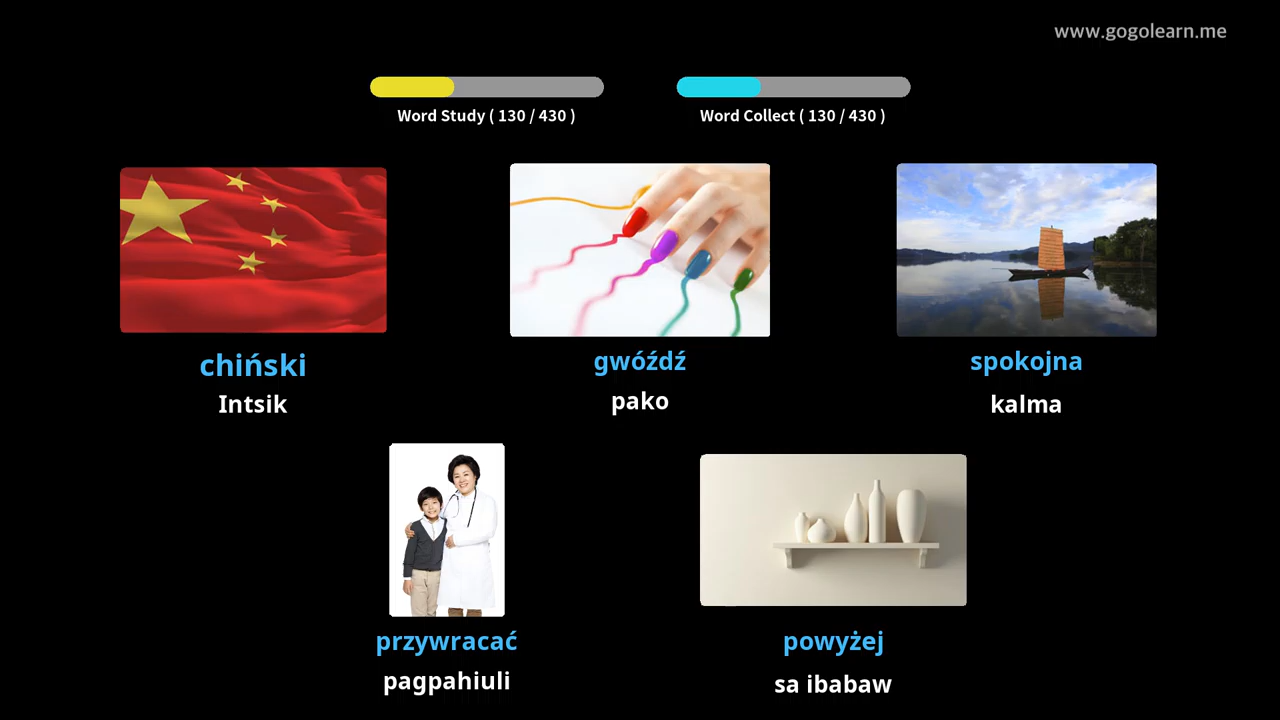 www.gogolearn.me
Word Study ( 130 / 430 )
Word Collect ( 130 / 430 )
chiński
Intsik
gwóźdź
pako
spokojna
kalma
przywracać
pagpahiuli
powyżej
sa ibabaw